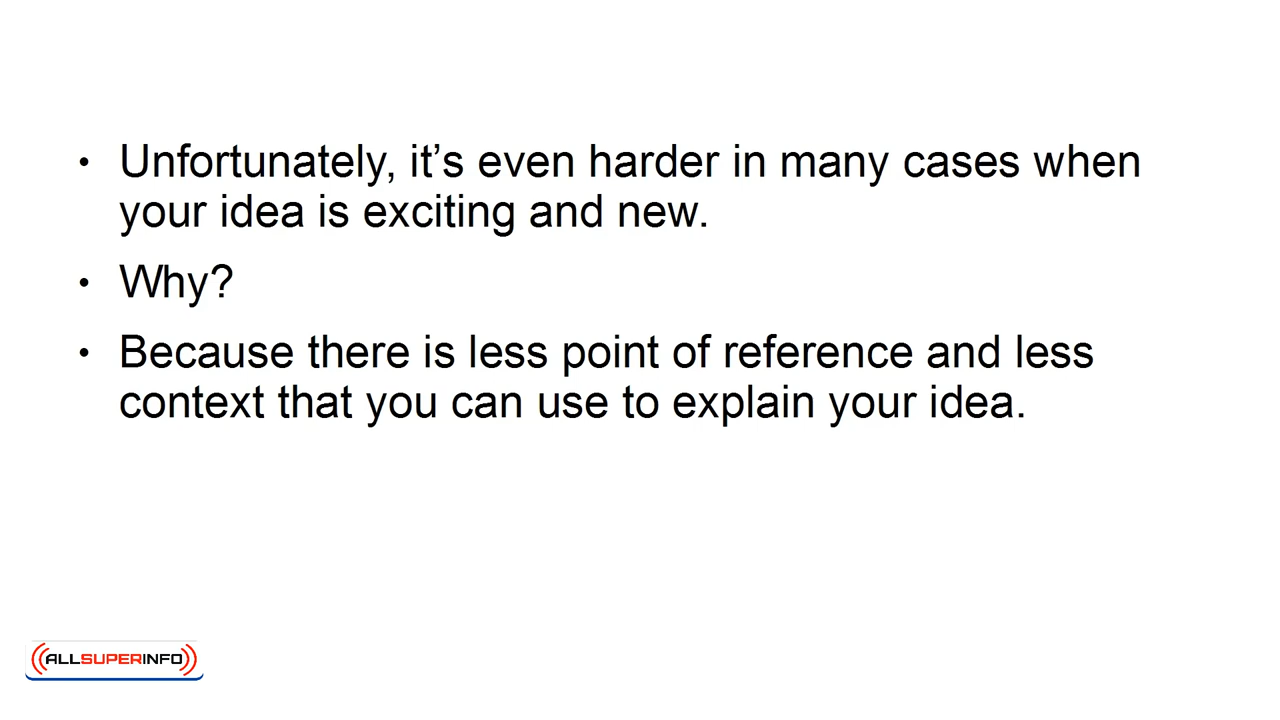 • Unfortunately, it’s even harder in many cases when
your idea is exciting and new.
• Why?
• Because there is less point of reference and less
context that you can use to explain your idea.
ALLSUPERINFO